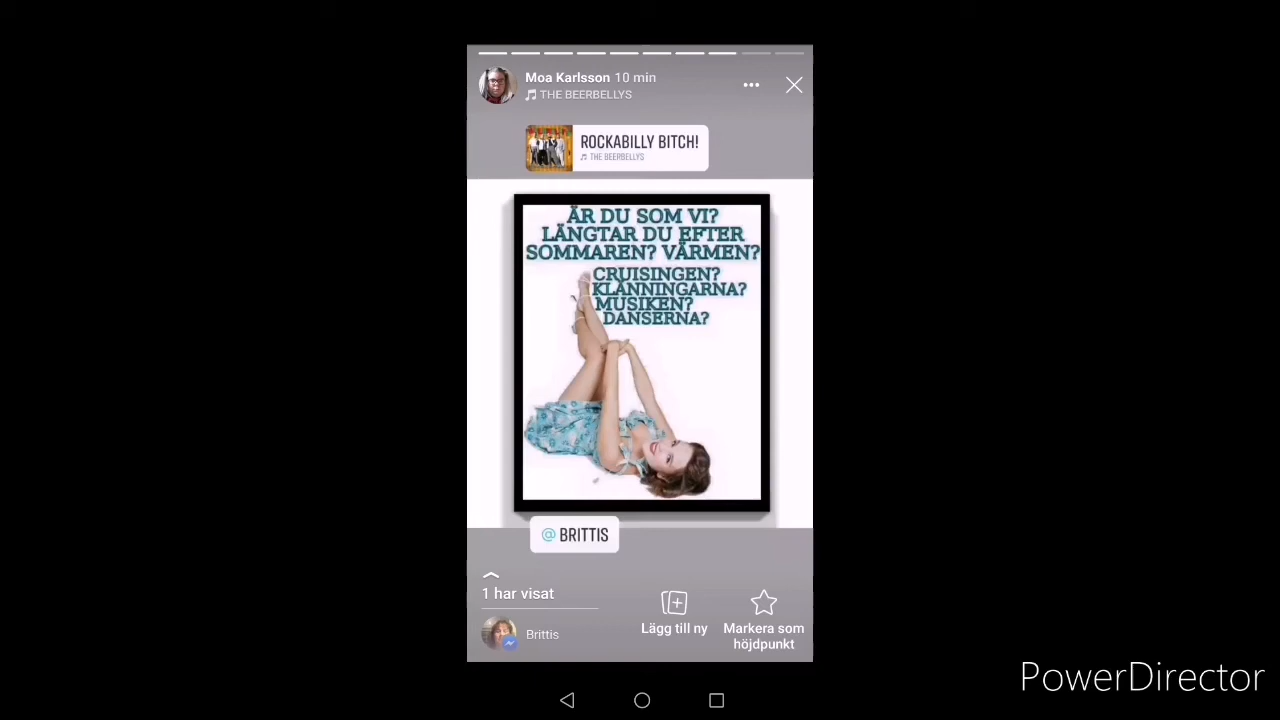 Moa Karlsson 10 min
THE BEERBELLYS
ROCKABILLY BITCH!
THE BEERBELLYS
ÄR DU SOM VI?
LÄNGTAR DU EFTER
SOMMAREN? VÄRMEN?
CRUISINGEN?
KLÄNNINGARNA?
MUSIKEN?
DANSERNA?
@ BRITTIS
1 har visat
Brittis
Lägg till ny
Markera som
höjdpunkt
PowerDirector